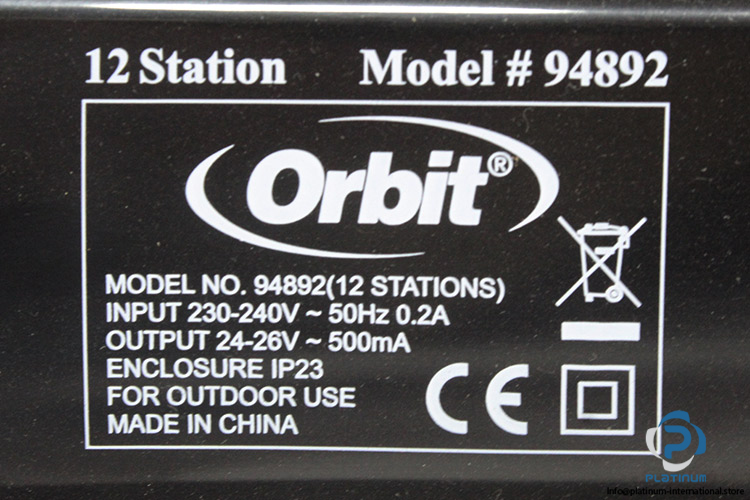 12 Station Model # 94892
Orbit®
MODEL NO. 94892(12 STATIONS)
INPUT 230-240V ~ 50Hz 0.2A
OUTPUT 24-26V ~ 500mA
ENCLOSURE IP23
FOR OUTDOOR USE
MADE IN CHINA
CE
PLATINUM
info@platinum-international.store